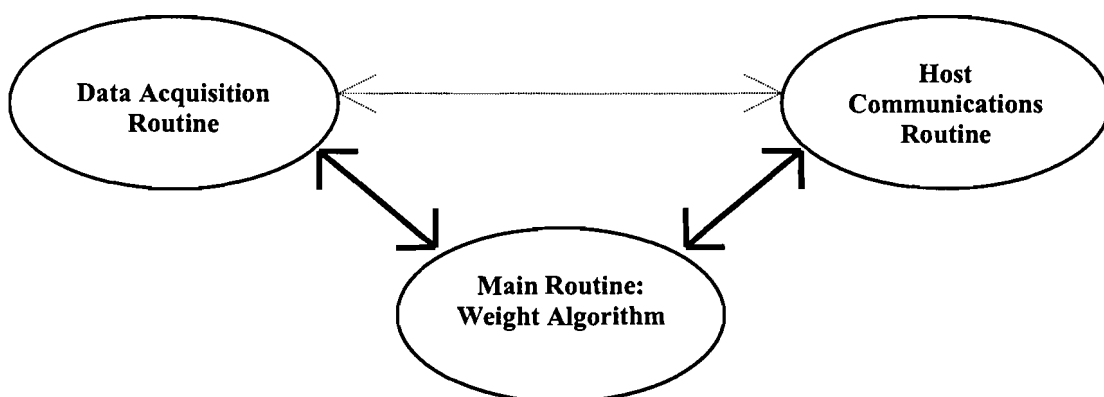 Data Acquisition
Routine
Host
Communications
Routine
Main Routine:
Weight Algorithm